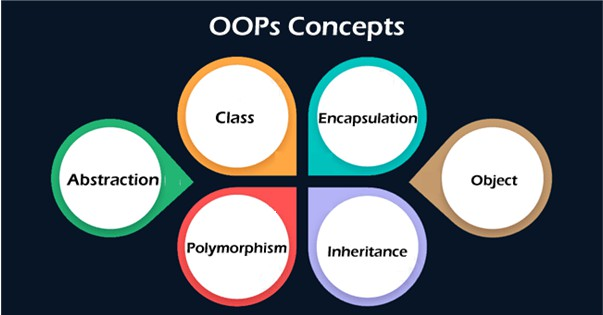 OOPs Concepts
Class
Encapsulation
Abstraction
Object
Polymorphism
Inheritance